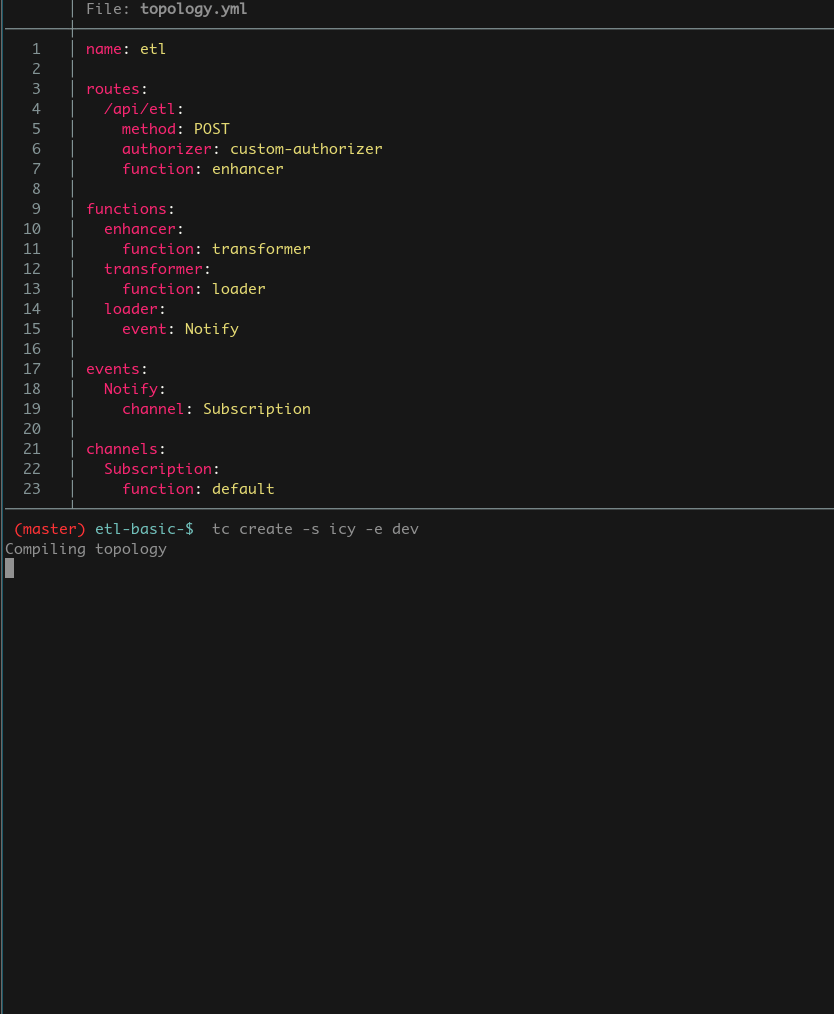 File: topology.yml
1 name: etl
2
3 routes:
4 /api/etl:
5 method: POST
6 authorizer: custom-authorizer
7 function: enhancer
8
9 functions:
10 enhancer:
11 function: transformer
12 transformer:
13 function: loader
14 loader:
15 event: Notify
16
17 events:
18 Notify:
19 channel: Subscription
20
21 channels:
22 Subscription:
23 function: default
(master) etl-basic-$ tc create -s icy -e dev
Compiling topology